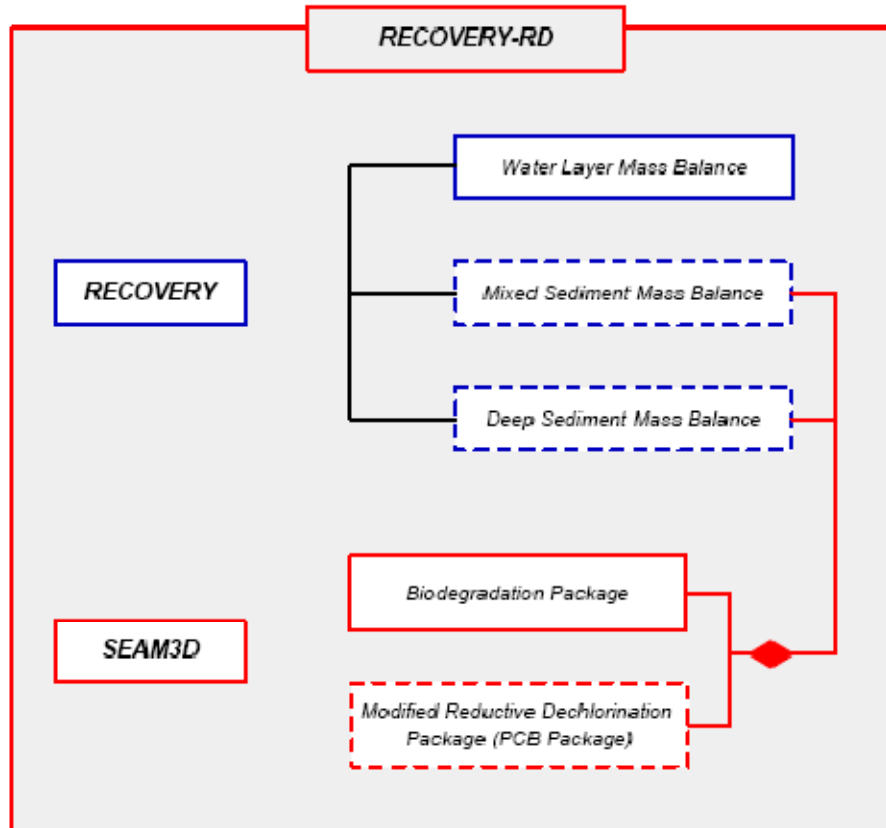 RECOVERY-RD
Water Layer Mass Balance
RECOVERY
Mixed Sediment Mass Balance
Deep Sediment Mass Balance
Biodegradation Package
SEAM3D
Modified Reductive Dechlorination
Package (PCB Package)